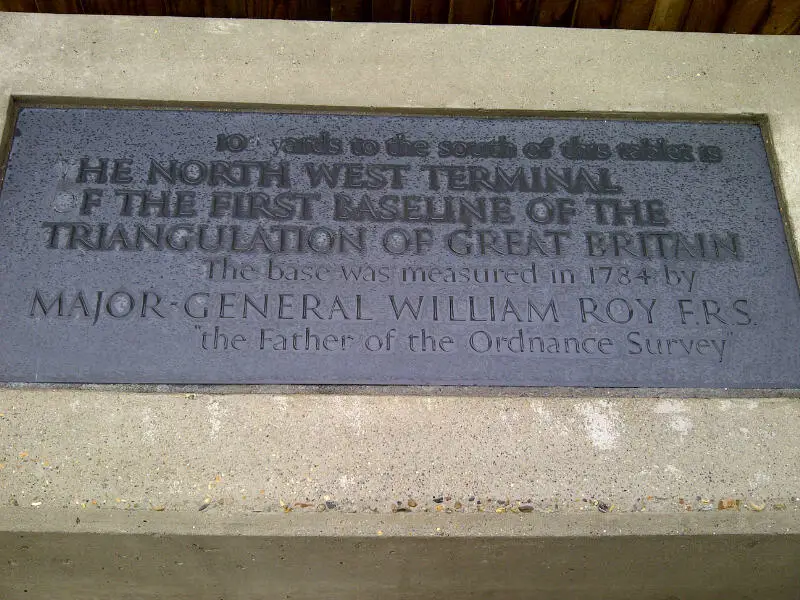 yards to the south of this tablet is
HE NORTH WEST TERMINAL
F THE FIRST BASELINE OF THE
TRIANGULATION OF GREAT BRITAIN
The base was measured in 1784 by
MAJOR-GENERAL WILLIAM ROY F.R.S.
"the Father of the Ordnance Survey"